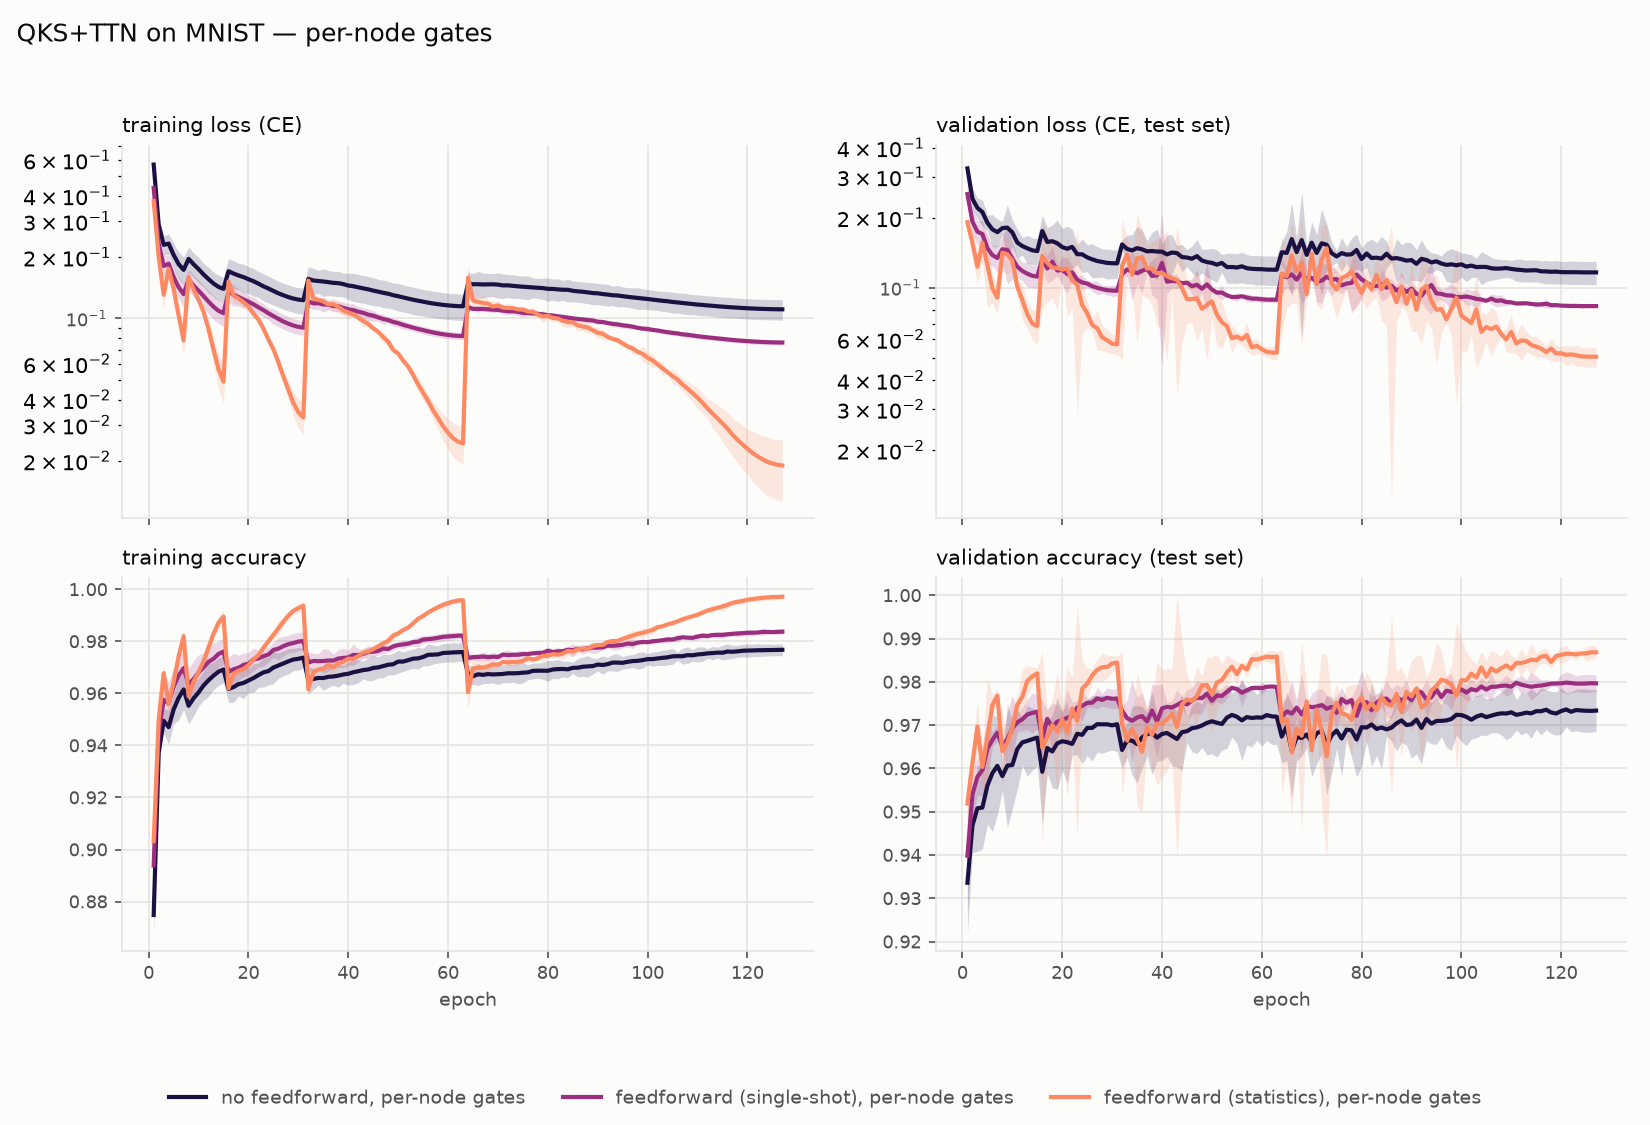 QKS+TTN on MNIST — per-node gates
training loss (CE)
6 × 10⁻¹
4 × 10⁻¹
3 × 10⁻¹
2 × 10⁻¹
10⁻¹
6 × 10⁻²
4 × 10⁻²
3 × 10⁻²
2 × 10⁻²
validation loss (CE, test set)
4 × 10⁻¹
3 × 10⁻¹
2 × 10⁻¹
10⁻¹
6 × 10⁻²
4 × 10⁻²
3 × 10⁻²
2 × 10⁻²
training accuracy
1.00
0.98
0.96
0.94
0.92
0.90
0.88
0 20 40 60 80 100 120
epoch
validation accuracy (test set)
1.00
0.99
0.98
0.97
0.96
0.95
0.94
0.93
0.92
0 20 40 60 80 100 120
epoch
no feedforward, per-node gates
feedforward (single-shot), per-node gates
feedforward (statistics), per-node gates